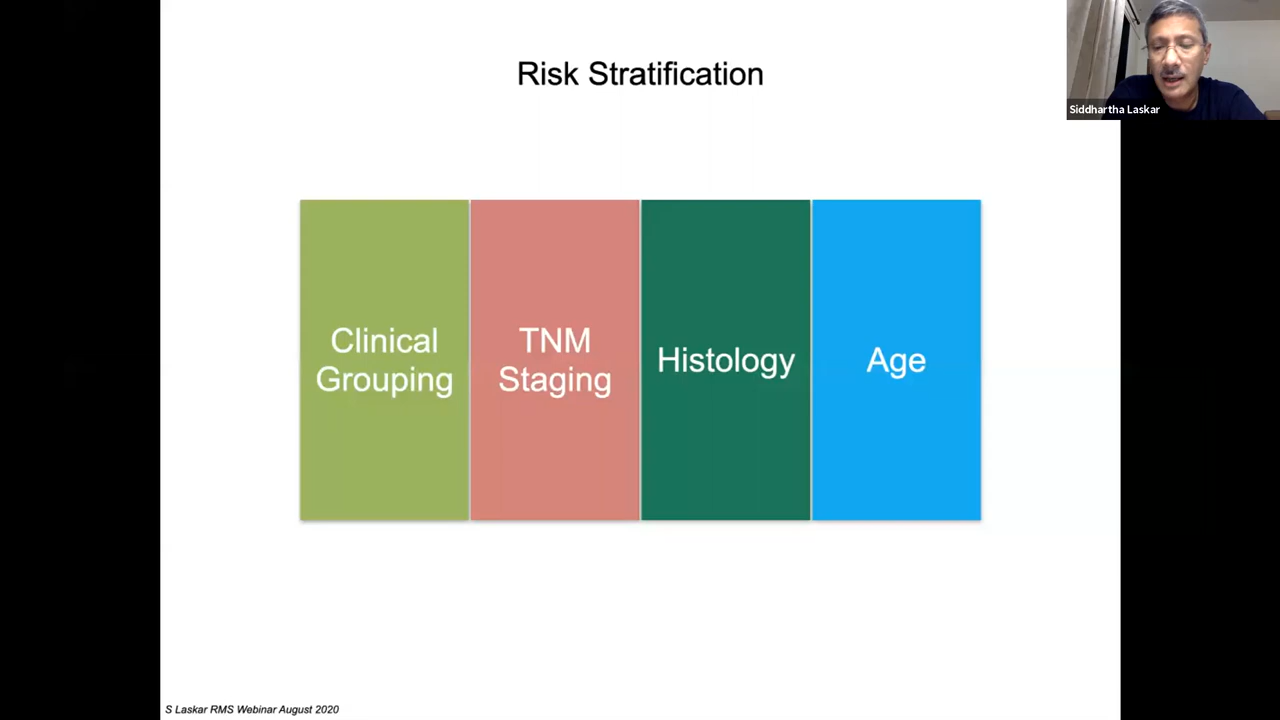 Risk Stratification
Siddhartha Laskar
Clinical
Grouping
TNM
Staging
Histology
Age
S Laskar RMS Webinar August 2020